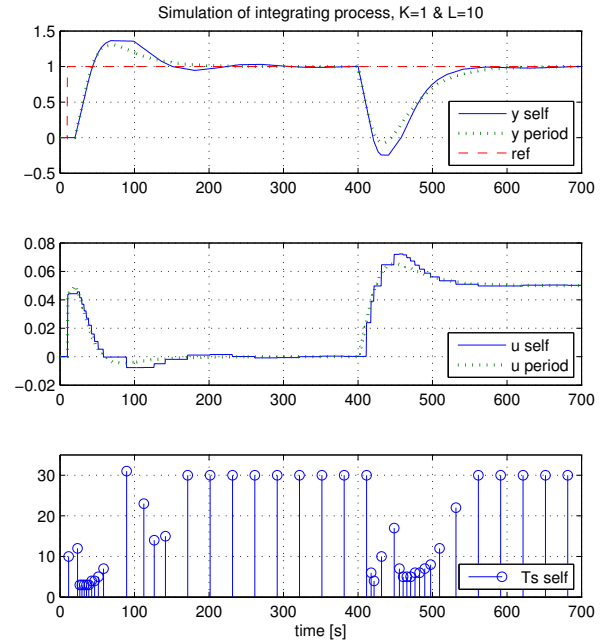 Simulation of integrating process, K=1 & L=10
1.5
1
0.5
0
−0.5
0 100 200 300 400 500 600 700
y self
y period
ref
0.08
0.06
0.04
0.02
0
−0.02
0 100 200 300 400 500 600 700
u self
u period
30
20
10
0
0 100 200 300 400 500 600 700
Ts self
time [s]